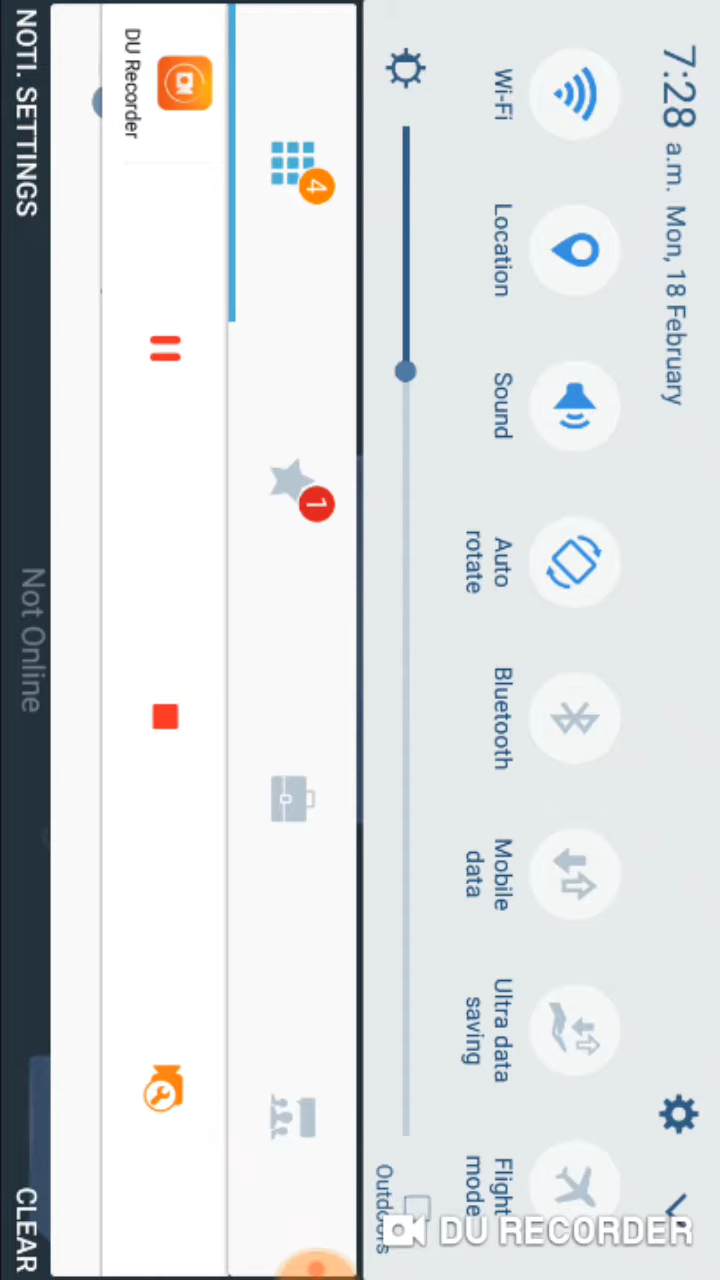 7:28 a.m. Mon, 18 February
Wi-Fi
Location
Sound
Auto
rotate
Bluetooth
Mobile
data
Ultra data
saving
Flight
mode
Outdoors
4
1
DU Recorder
Not Online
NOTI. SETTINGS
CLEAR
DU RECORDER